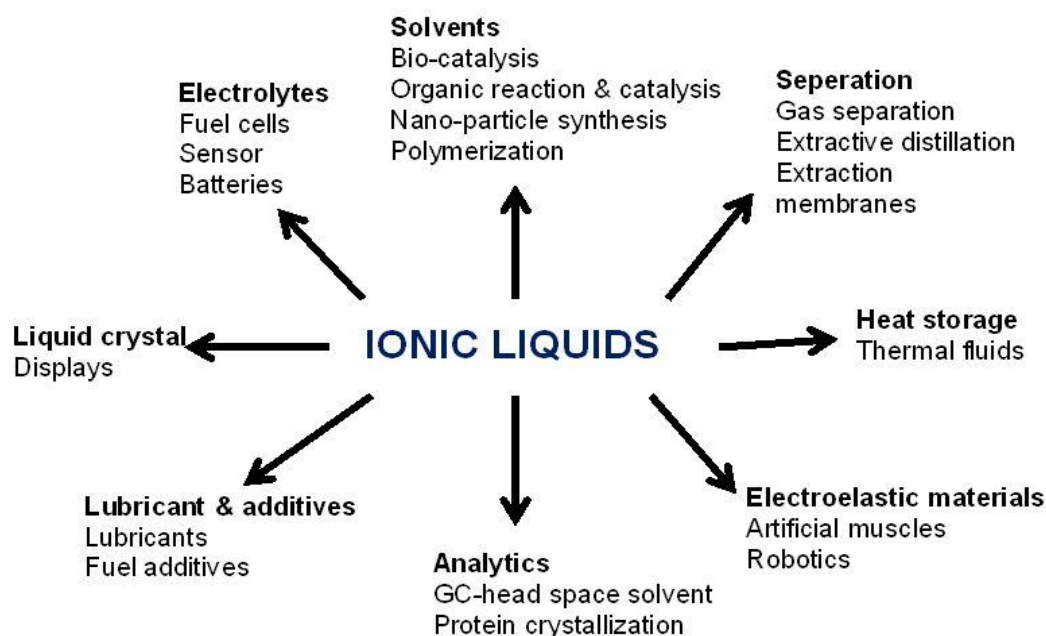 Solvents
Bio-catalysis
Organic reaction & catalysis
Nano-particle synthesis
Polymerization
Electrolytes
Fuel cells
Sensor
Batteries
Seperation
Gas separation
Extractive distillation
Extraction
membranes
Liquid crystal
Displays
IONIC LIQUIDS
Heat storage
Thermal fluids
Lubricant & additives
Lubricants
Fuel additives
Analytics
GC-head space solvent
Protein crystallization
Electroelastic materials
Artificial muscles
Robotics